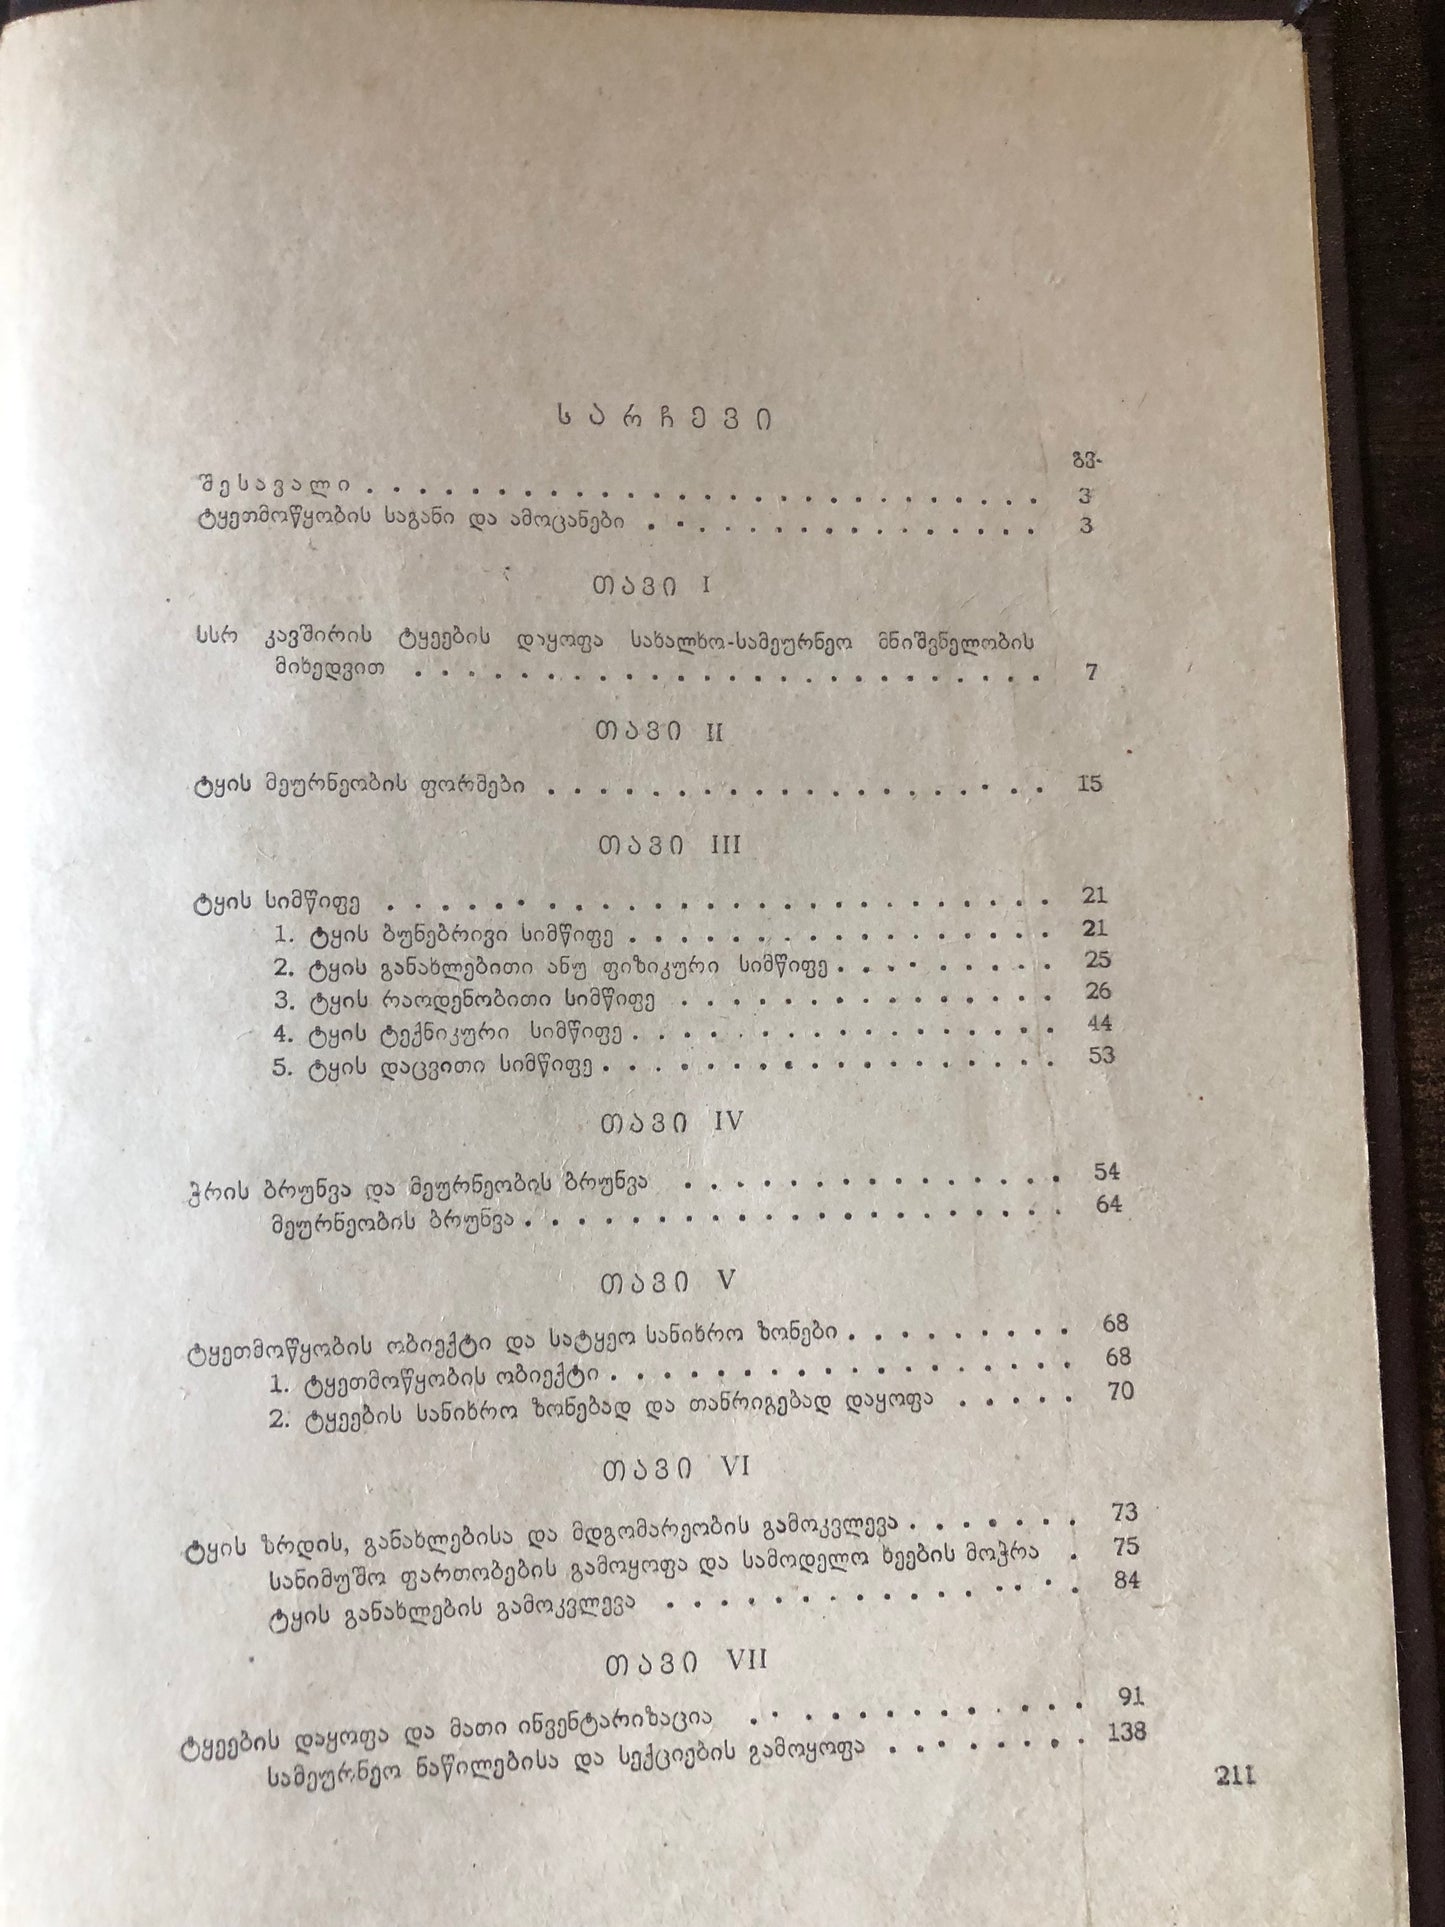 სარჩევი
გვ.
შესავალი . . . . . . . . . . . . . . . . . . . . . . . . . . 3
ტყეთმოწყობის საგანი და ამოცანები . . . . . . . . . . . . . . . 3
თავი I
სსრ კავშირის ტყეების დაყოფა სახალხო-სამეურნეო მნიშვნელობის
მიხედვით . . . . . . . . . . . . . . . . . . . . . . . . 7
თავი II
ტყის მეურნეობის ფორმები . . . . . . . . . . . . . . . . . . . 15
თავი III
ტყის სიმწიფე . . . . . . . . . . . . . . . . . . . . . . . . . 21
1. ტყის ბუნებრივი სიმწიფე . . . . . . . . . . . . . . . . . 21
2. ტყის განახლებითი ანუ ფიზიკური სიმწიფე . . . . . . . . . 25
3. ტყის რაოდენობითი სიმწიფე . . . . . . . . . . . . . . . 26
4. ტყის ტექნიკური სიმწიფე . . . . . . . . . . . . . . . . . 44
5. ტყის დაცვითი სიმწიფე . . . . . . . . . . . . . . . . . . 53
თავი IV
ჭრის ბრუნვა და მეურნეობის ბრუნვა . . . . . . . . . . . . . . . 54
მეურნეობის ბრუნვა . . . . . . . . . . . . . . . . . . . . . 64
თავი V
ტყეთმოწყობის ობიექტი და სატყეო სანიხრო ზონები . . . . . . . . . 68
1. ტყეთმოწყობის ობიექტი . . . . . . . . . . . . . . . . . . 68
2. ტყეების სანიხრო ზონებად და თანრიგებად დაყოფა . . . . . 70
თავი VI
ტყის ზრდის, განახლებისა და მდგომარეობის გამოკვლევა . . . . . . . 73
სანიმუშო ფართობების გამოყოფა და სამოდელო ხეების მოჭრა . 75
ტყის განახლების გამოკვლევა . . . . . . . . . . . . . . . . 84
თავი VII
ტყეების დაყოფა და მათი ინვენტარიზაცია . . . . . . . . . . . . . 91
სამეურნეო ნაწილებისა და სექციების გამოყოფა . . . . . . . . 138
211